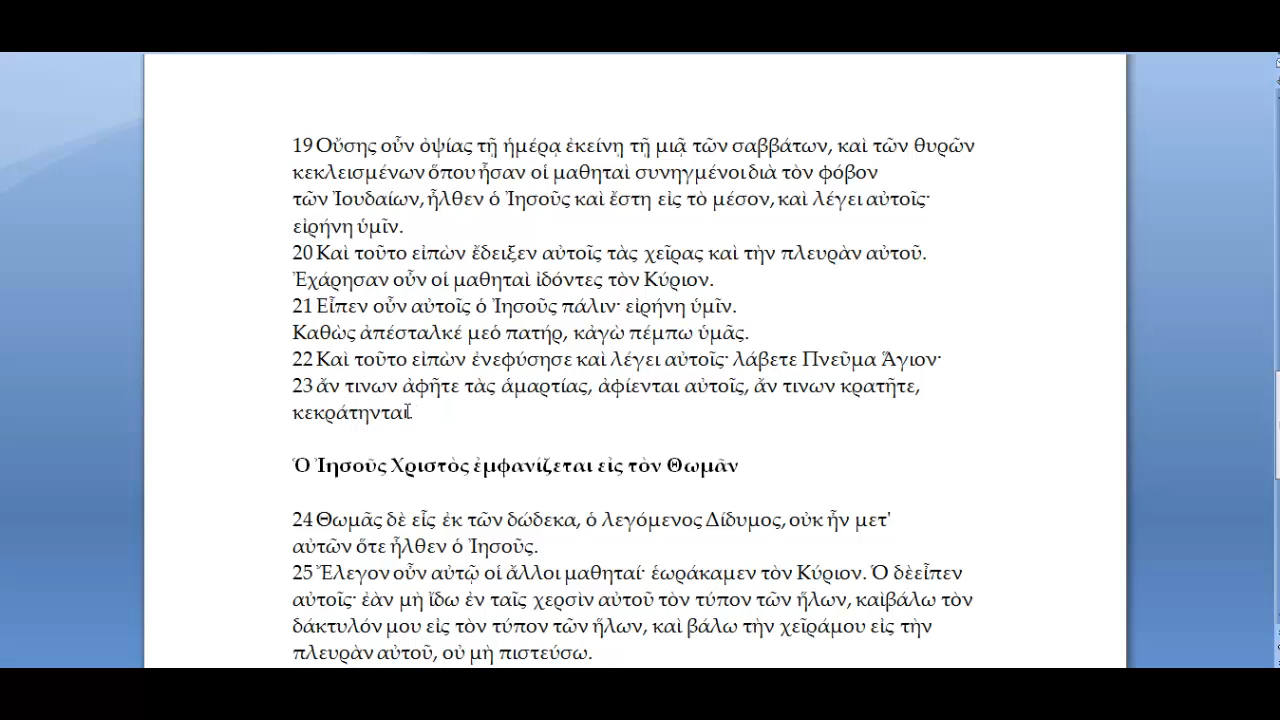 19 Οὔσης οὖν ὀψίας τῇ ἡμέρᾳ ἐκείνῃ τῇ μιᾷ τῶν σαββάτων, καὶ τῶν θυρῶν
κεκλεισμένων ὅπου ἦσαν οἱ μαθηταὶ συνηγμένοι διὰ τὸν φόβον
τῶν Ἰουδαίων, ἦλθεν ὁ Ἰησοῦς καὶ ἔστη εἰς τὸ μέσον, καὶ λέγει αὐτοῖς·
εἰρήνη ὑμῖν.
20 Καὶ τοῦτο εἰπὼν ἔδειξεν αὐτοῖς τὰς χεῖρας καὶ τὴν πλευρὰν αὐτοῦ.
Ἐχάρησαν οὖν οἱ μαθηταὶ ἰδόντες τὸν Κύριον.
21 Εἶπεν οὖν αὐτοῖς ὁ Ἰησοῦς πάλιν· εἰρήνη ὑμῖν.
Καθὼς ἀπέσταλκέ μεὁ πατήρ, κἀγὼ πέμπω ὑμᾶς.
22 Καὶ τοῦτο εἰπὼν ἐνεφύσησε καὶ λέγει αὐτοῖς· λάβετε Πνεῦμα Ἅγιον·
23 ἄν τινων ἀφῆτε τὰς ἁμαρτίας, ἀφίενται αὐτοῖς, ἄν τινων κρατῆτε,
κεκράτηνται.
Ὁ Ἰησοῦς Χριστὸς ἐμφανίζεται εἰς τὸν Θωμᾶν
24 Θωμᾶς δὲ εἷς ἐκ τῶν δώδεκα, ὁ λεγόμενος Δίδυμος, οὐκ ἦν μετ'
αὐτῶν ὅτε ἦλθεν ὁ Ἰησοῦς.
25 Ἔλεγον οὖν αὐτῷ οἱ ἄλλοι μαθηταί· ἑωράκαμεν τὸν Κύριον. Ὁ δὲεἶπεν
αὐτοῖς· ἐὰν μὴ ἴδω ἐν ταῖς χερσὶν αὐτοῦ τὸν τύπον τῶν ἥλων, καὶβάλω τὸν
δάκτυλόν μου εἰς τὸν τύπον τῶν ἥλων, καὶ βάλω τὴν χεῖράμου εἰς τὴν
πλευρὰν αὐτοῦ, οὐ μὴ πιστεύσω.